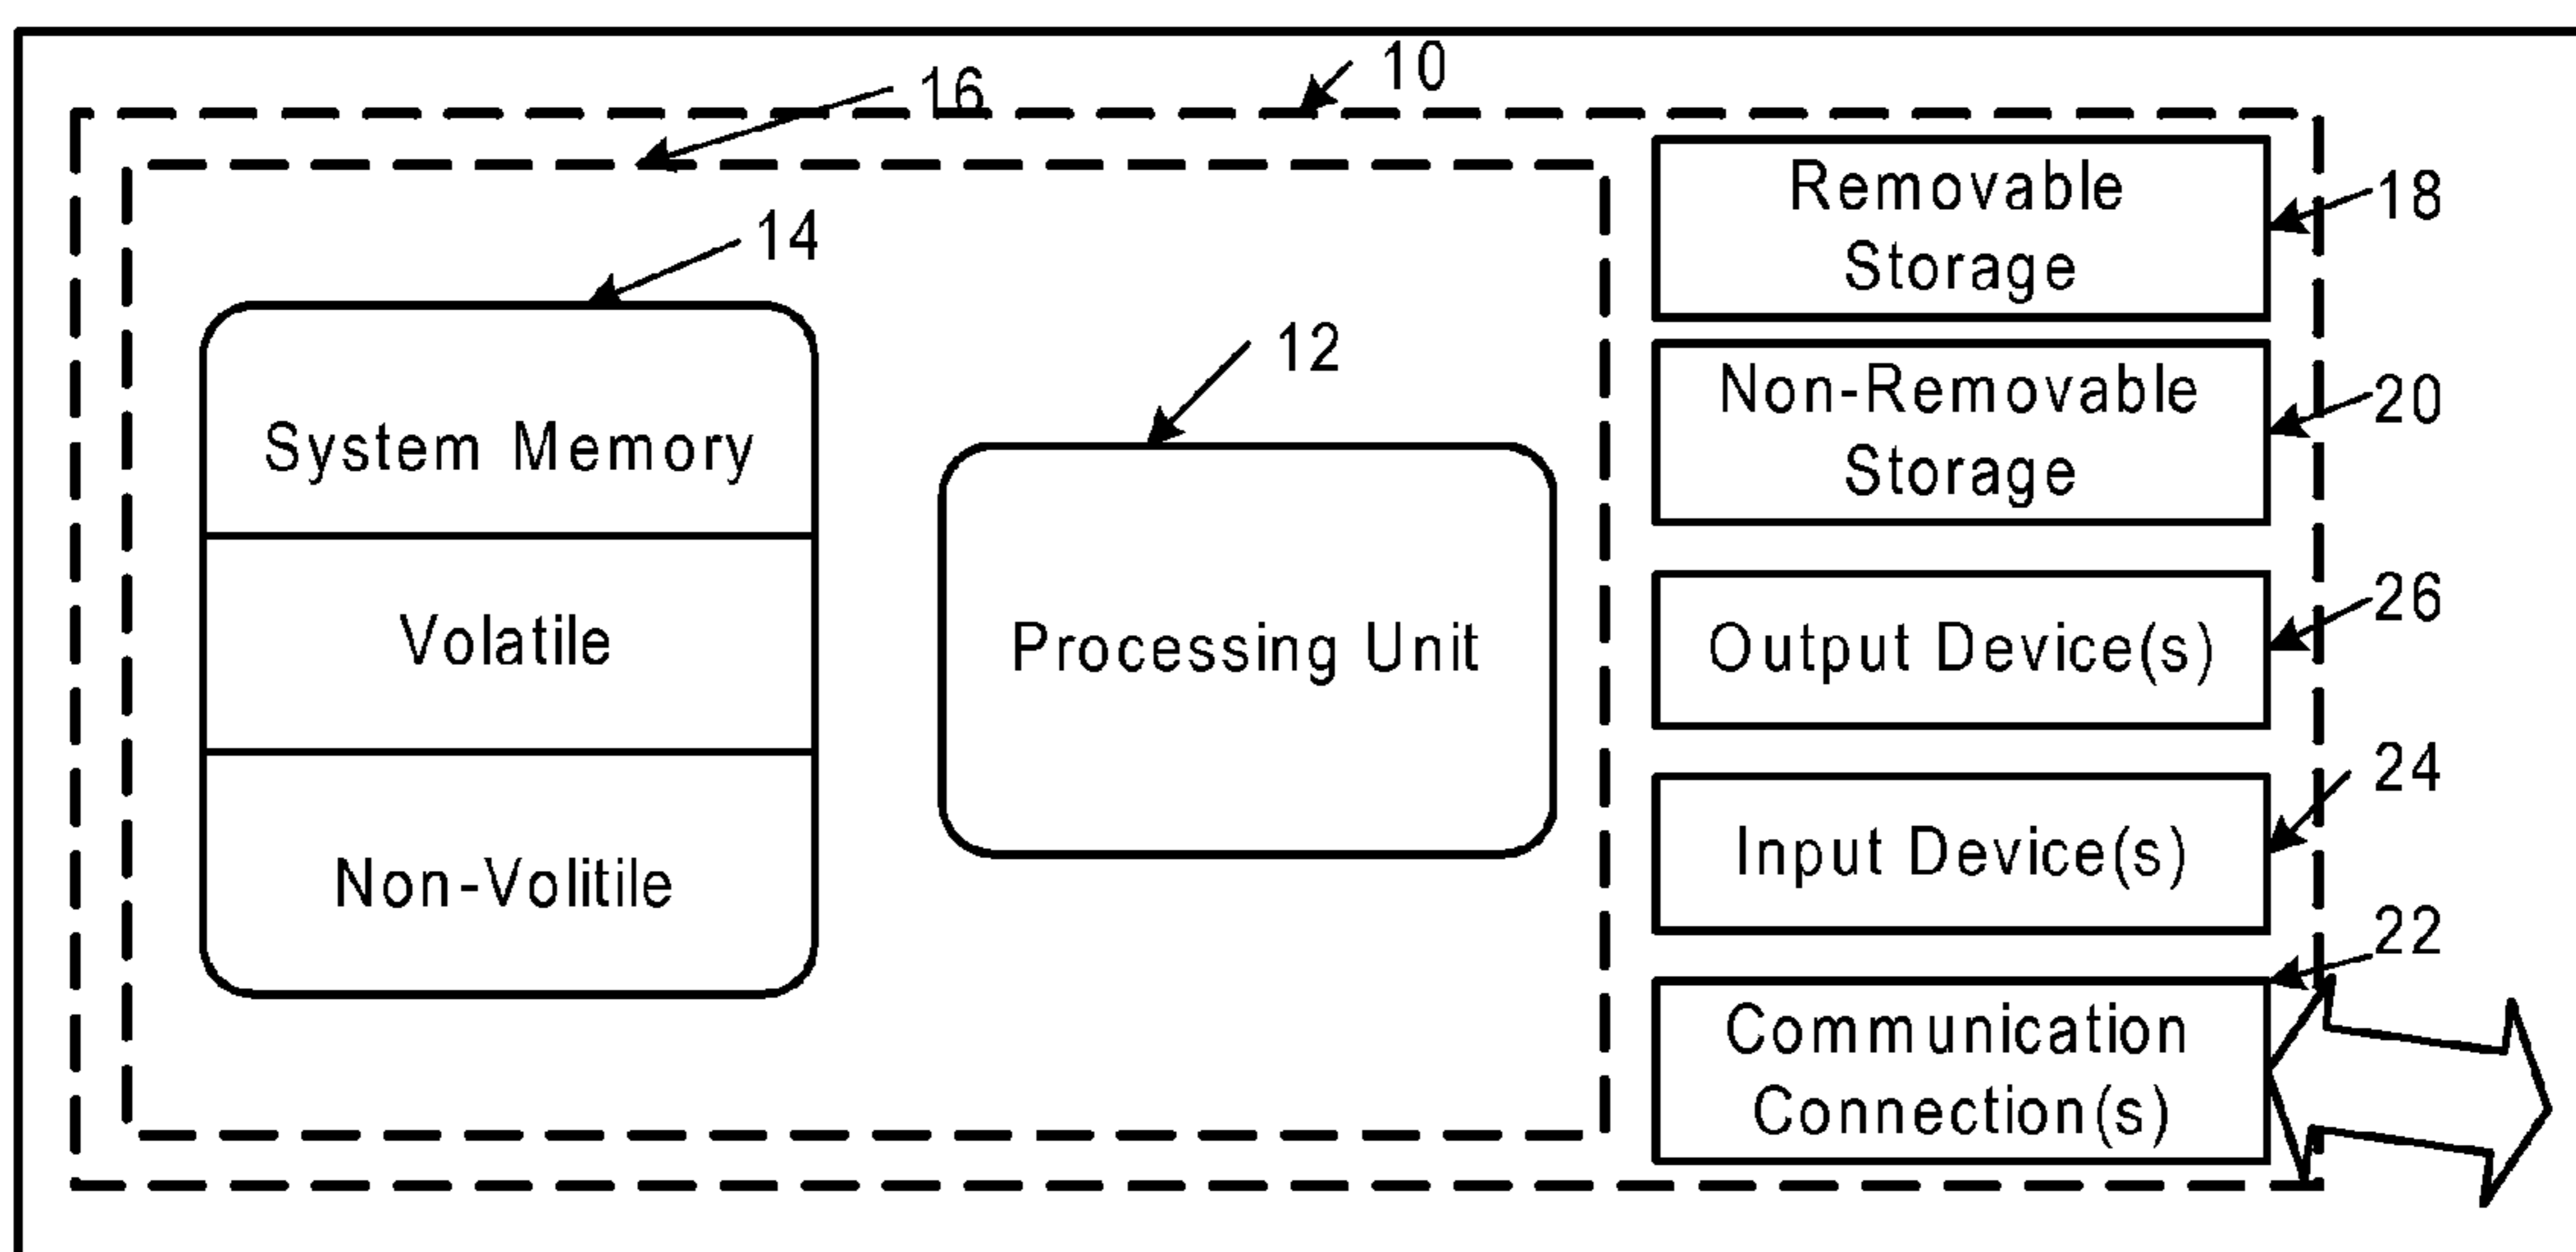 16
10
14
12
System Memory
Volatile
Non-Volitile
Processing Unit
Removable
Storage
18
Non-Removable
Storage
20
Output Device(s)
26
Input Device(s)
24
Communication
Connection(s)
22